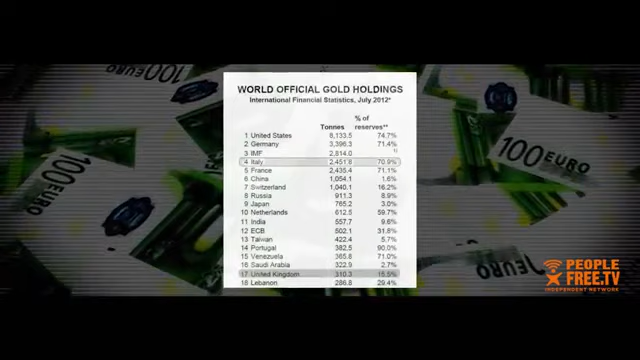 WORLD OFFICIAL GOLD HOLDINGS
International Financial Statistics, July 2012*
% of
Tonnes reserves**
1 United States 8,133.5 74.7%
2 Germany 3,396.3 71.4%
3 IMF 2,814.0 1)
4 Italy 2,451.8 70.9%
5 France 2,435.4 71.1%
6 China 1,054.1 1.6%
7 Switzerland 1,040.1 16.2%
8 Russia 911.3 8.9%
9 Japan 765.2 3.0%
10 Netherlands 612.5 59.7%
11 India 557.7 9.6%
12 ECB 502.1 31.8%
13 Taiwan 422.4 5.7%
14 Portugal 382.5 90.0%
15 Venezuela 365.8 71.0%
16 Saudi Arabia 322.9 2.7%
17 United Kingdom 310.3 15.5%
18 Lebanon 286.8 29.4%
100 EURO
100 EURO
100
EURO
PEOPLE
FREE.TV
INDEPENDENT NETWORK